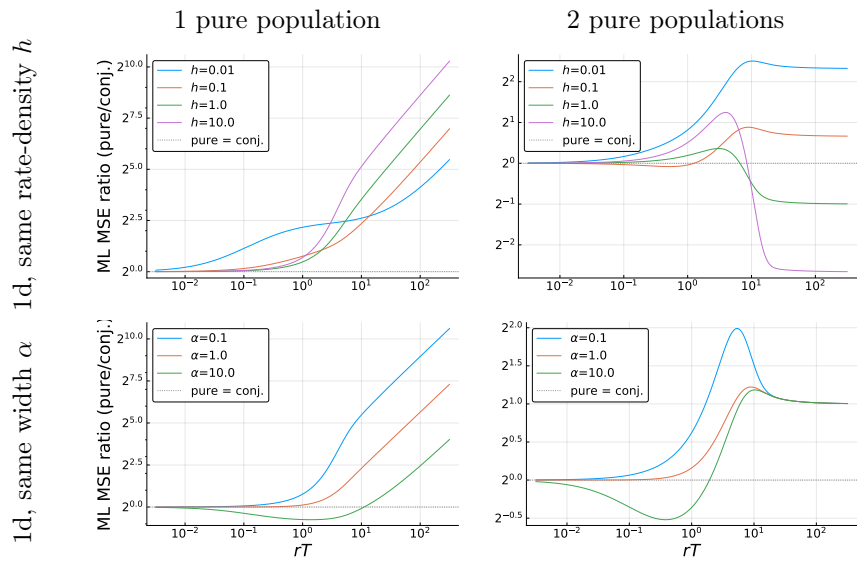 1 pure population
2 pure populations
1d, same rate-density h
ML MSE ratio (pure/conj.)
2^10.0
2^7.5
2^5.0
2^2.5
2^0.0
h=0.01
h=0.1
h=1.0
h=10.0
pure = conj.
10^-2
10^-1
10^0
10^1
10^2
2^2
2^1
2^0
2^-1
2^-2
h=0.01
h=0.1
h=1.0
h=10.0
pure = conj.
10^-2
10^-1
10^0
10^1
10^2
1d, same width α
ML MSE ratio (pure/conj.)
2^10.0
2^7.5
2^5.0
2^2.5
2^0.0
α=0.1
α=1.0
α=10.0
pure = conj.
10^-2
10^-1
10^0
10^1
10^2
rT
2^2.0
2^1.5
2^1.0
2^0.5
2^0.0
2^-0.5
α=0.1
α=1.0
α=10.0
pure = conj.
10^-2
10^-1
10^0
10^1
10^2
rT